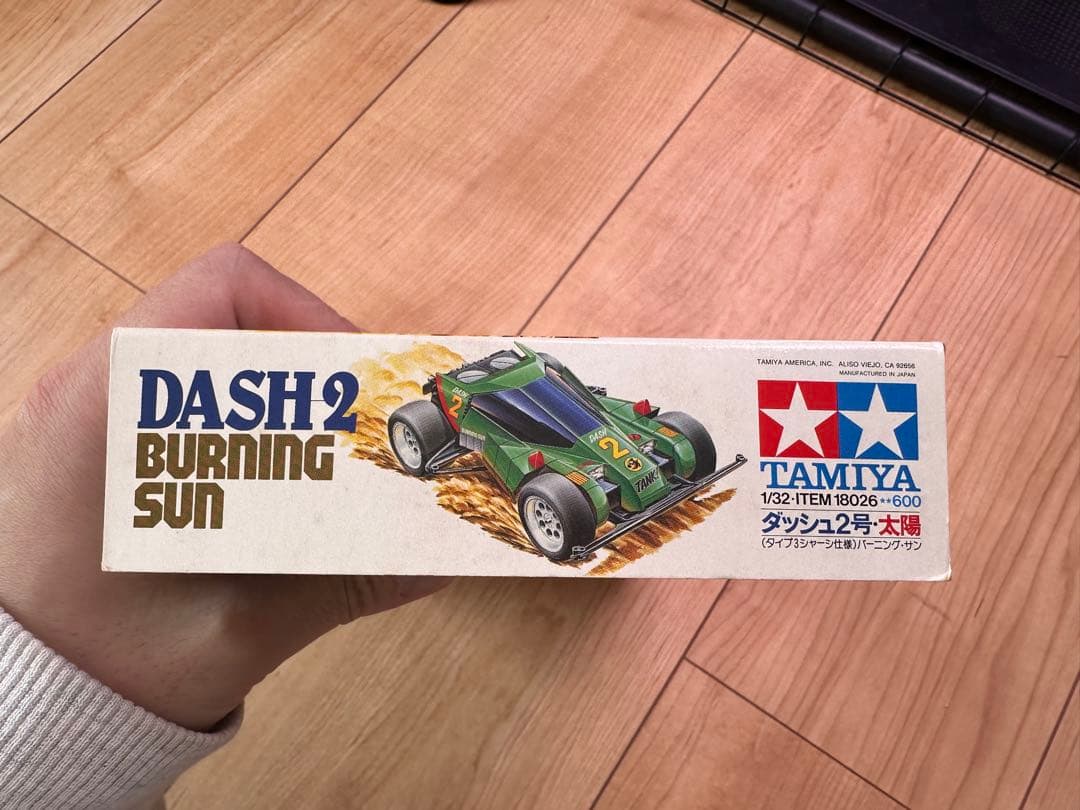 DASH-2
BURNING
SUN
DASH
2
DASH
2
TANK!
TAMIYA AMERICA, INC. ALISO VIEJO, CA 92656
MANUFACTURED IN JAPAN
TAMIYA
1/32·ITEM 18026 **600
ダッシュ2号·太陽
(タイプ3シャーシ仕様)バーニング·サン